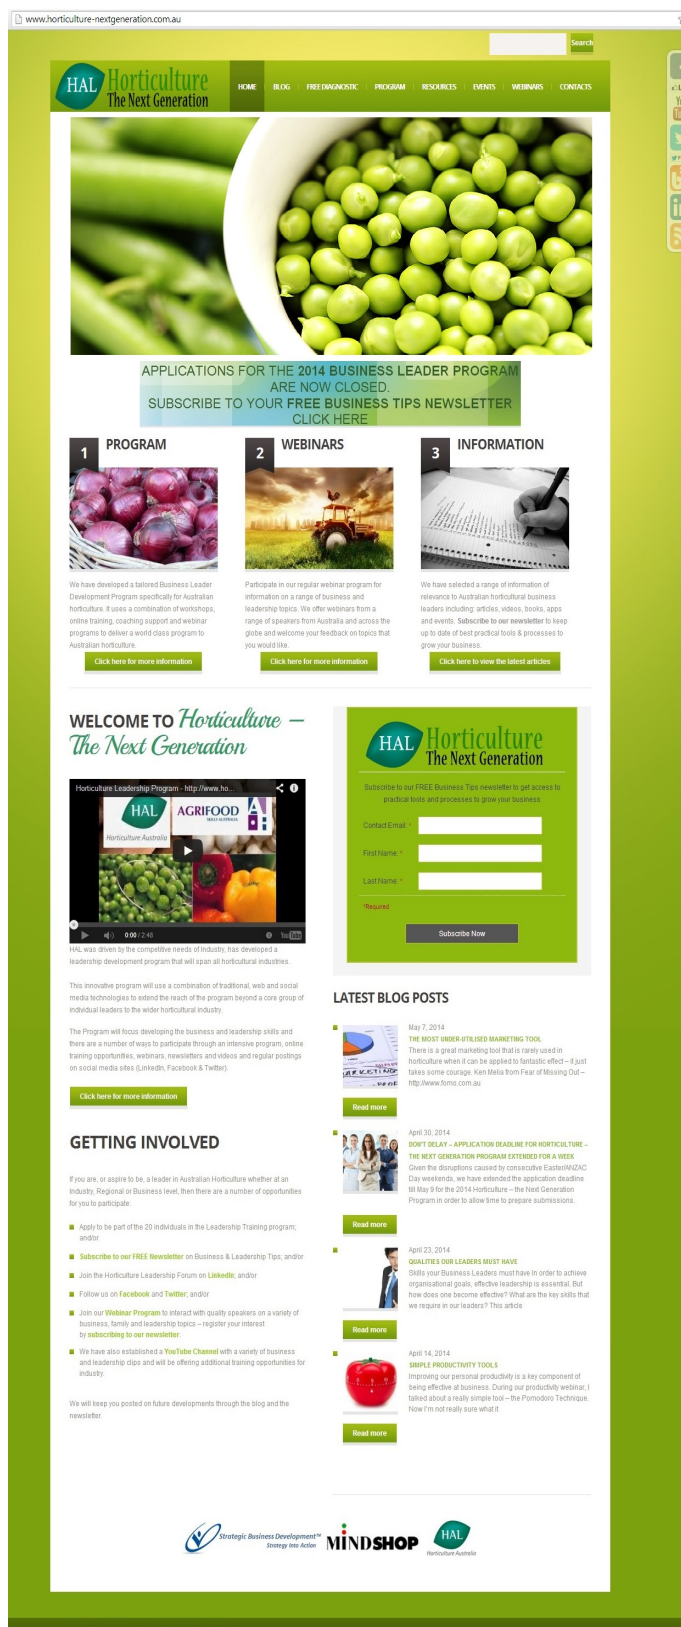 www.horticulture-nextgeneration.com.au
Search
HAL Horticulture
The Next Generation
HOME BLOG FREE DIAGNOSTIC PROGRAM RESOURCES EVENTS WEBINARS CONTACTS
APPLICATIONS FOR THE 2014 BUSINESS LEADER PROGRAM
ARE NOW CLOSED.
SUBSCRIBE TO YOUR FREE BUSINESS TIPS NEWSLETTER
CLICK HERE
1 PROGRAM
We have developed a tailored Business Leader
Development Program specifically for Australian
horticulture. It uses a combination of workshops,
online training, coaching support and webinar
programs to deliver a world class program to
Australian horticulture.
Click here for more information
2 WEBINARS
Participate in our regular webinar program for
information on a range of business and
leadership topics. We offer webinars from a
range of speakers from Australia and across the
globe and welcome your feedback on topics that
you would like.
Click here for more information
3 INFORMATION
We have selected a range of information of
relevance to Australian horticultural business
leaders including: articles, videos, books, apps
and events. Subscribe to our newsletter to keep
up to date of best practical tools & processes to
grow your business.
Click here to view the latest articles
WELCOME TO Horticulture –
The Next Generation
Horticulture Leadership Program - http://www.ho...
HAL
Horticulture Australia
AGRIFOOD
SKILLS AUSTRALIA
0:00 / 2:48
YouTube
HAL was driven by the competitive needs of Industry, has developed a
leadership development program that will span all horticultural industries.
This innovative program will use a combination of traditional, web and social
media technologies to extend the reach of the program beyond a core group of
individual leaders to the wider horticultural industry.
The Program will focus developing the business and leadership skills and
there are a number of ways to participate through an intensive program, online
training opportunities, webinars, newsletters and videos and regular postings
on social media sites (LinkedIn, Facebook & Twitter).
Click here for more information
GETTING INVOLVED
If you are, or aspire to be, a leader in Australian Horticulture whether at an
Industry, Regional or Business level, then there are a number of opportunities
for you to participate:
Apply to be part of the 20 individuals in the Leadership Training program;
and/or
Subscribe to our FREE Newsletter on Business & Leadership Tips; and/or
Join the Horticulture Leadership Forum on LinkedIn; and/or
Follow us on Facebook and Twitter; and/or
Join our Webinar Program to interact with quality speakers on a variety of
business, family and leadership topics – register your interest
by subscribing to our newsletter.
We have also established a YouTube Channel with a variety of business
and leadership clips and will be offering additional training opportunities for
industry.
We will keep you posted on future developments through the blog and the
newsletter.
HAL Horticulture
The Next Generation
Subscribe to our FREE Business Tips newsletter to get access to
practical tools and processes to grow your business
Contact Email: *
First Name: *
Last Name: *
*Required
Subscribe Now
LATEST BLOG POSTS
May 7, 2014
THE MOST UNDER-UTILISED MARKETING TOOL
There is a great marketing tool that is rarely used in
horticulture when it can be applied to fantastic effect – it just
takes some courage. Ken Melia from Fear of Missing Out –
http://www.fomo.com.au
Read more
April 30, 2014
DON'T DELAY – APPLICATION DEADLINE FOR HORTICULTURE –
THE NEXT GENERATION PROGRAM EXTENDED FOR A WEEK
Given the disruptions caused by consecutive Easter/ANZAC
Day weekends, we have extended the application deadline
till May 9 for the 2014 Horticulture – the Next Generation
Program in order to allow time to prepare submissions.
Read more
April 23, 2014
QUALITIES OUR LEADERS MUST HAVE
Skills your Business Leaders must have In order to achieve
organisational goals, effective leadership is essential. But
how does one become effective? What are the key skills that
we require in our leaders? This article
Read more
April 14, 2014
SIMPLE PRODUCTIVITY TOOLS
Improving our personal productivity is a key component of
being effective at business. During our productivity webinar, I
talked about a really simple tool – the Pomodoro Technique.
Now I'm not really sure what it
Read more
Strategic Business Development™
Strategy Into Action
MINDSHOP
HAL
Horticulture Australia